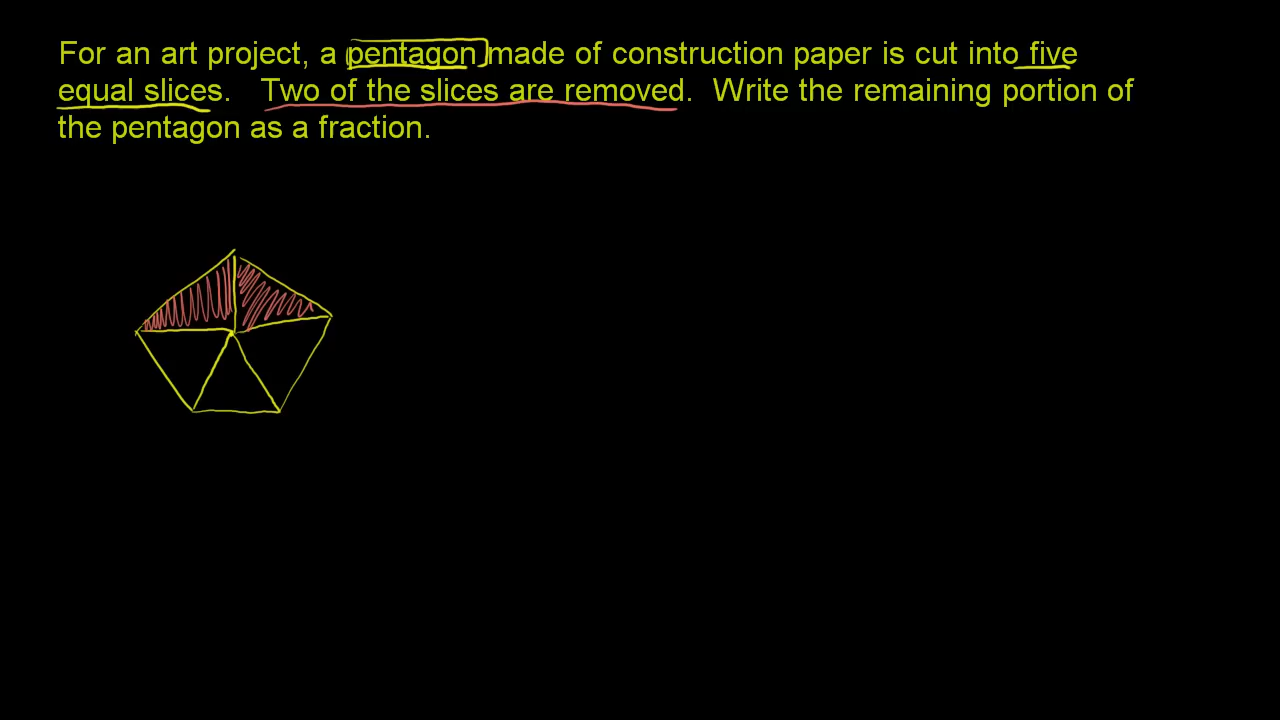 For an art project, a pentagon made of construction paper is cut into five
equal slices. Two of the slices are removed. Write the remaining portion of
the pentagon as a fraction.